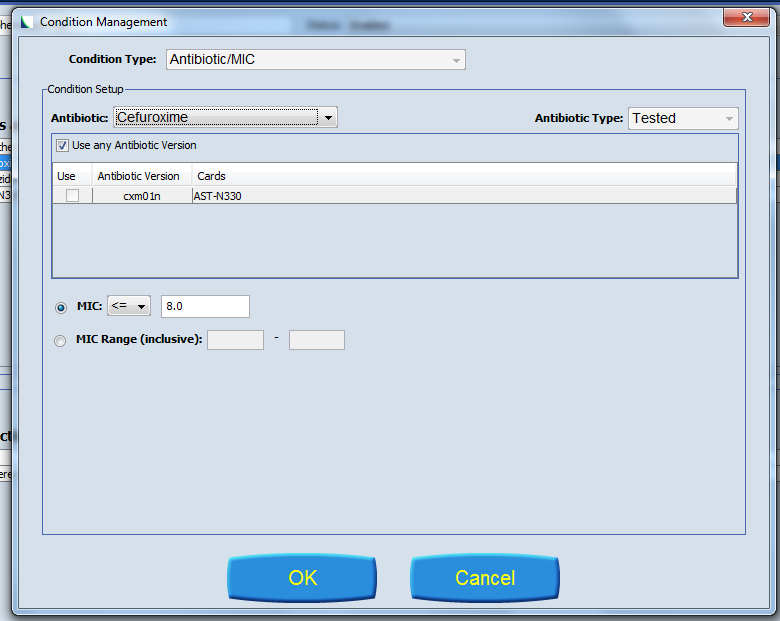 Condition Management
Condition Type: Antibiotic/MIC
Condition Setup
Antibiotic: Cefuroxime Antibiotic Type: Tested
Use any Antibiotic Version
Use Antibiotic Version Cards
cxm01n AST-N330
MIC: <= 8.0
MIC Range (inclusive): -
OK Cancel